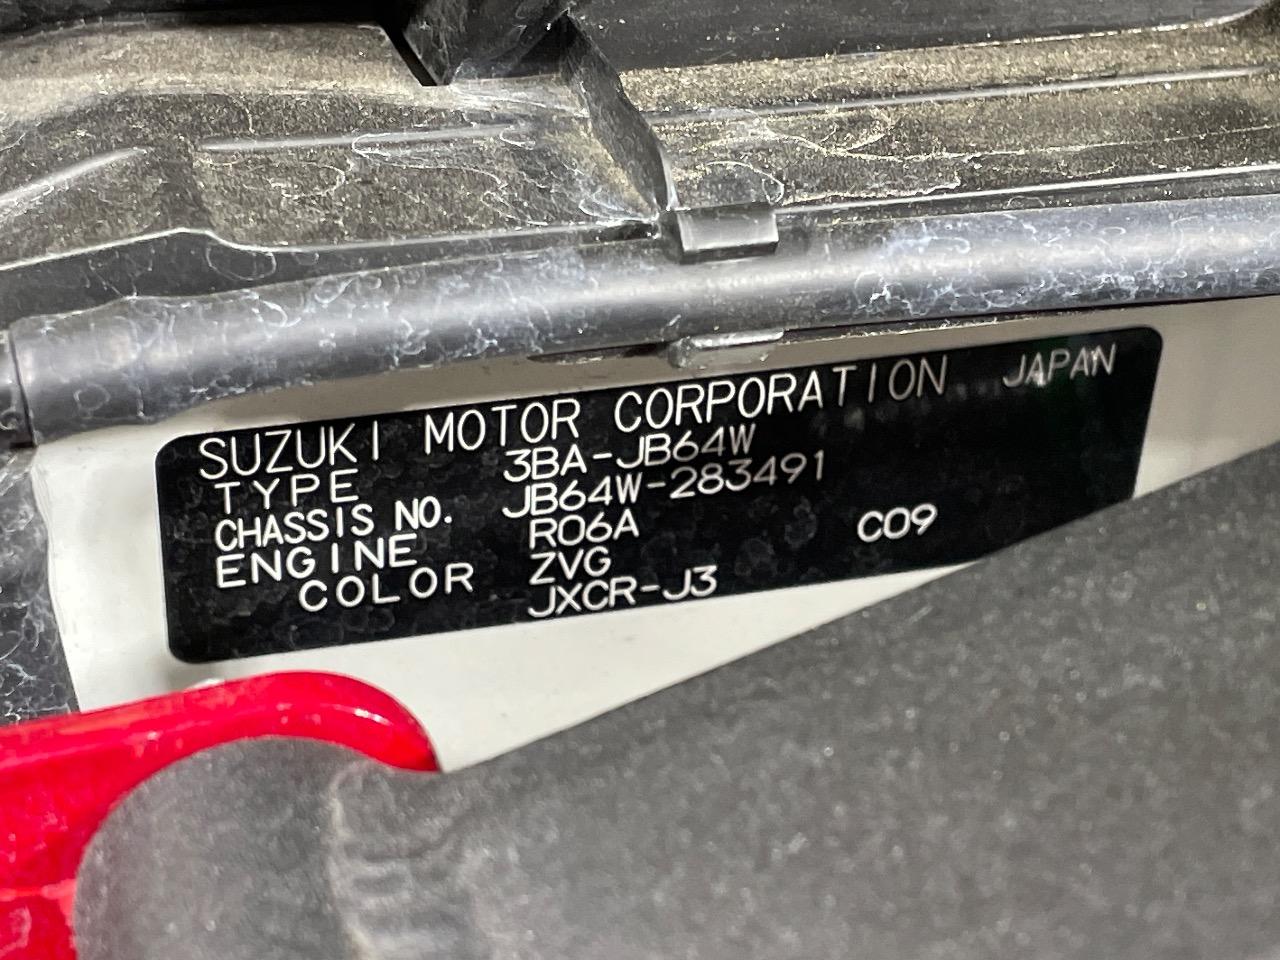 SUZUKI MOTOR CORPORATION JAPAN
TYPE 3BA-JB64W
CHASSIS NO. JB64W-283491
ENGINE R06A C09
COLOR ZVG
JXCR-J3